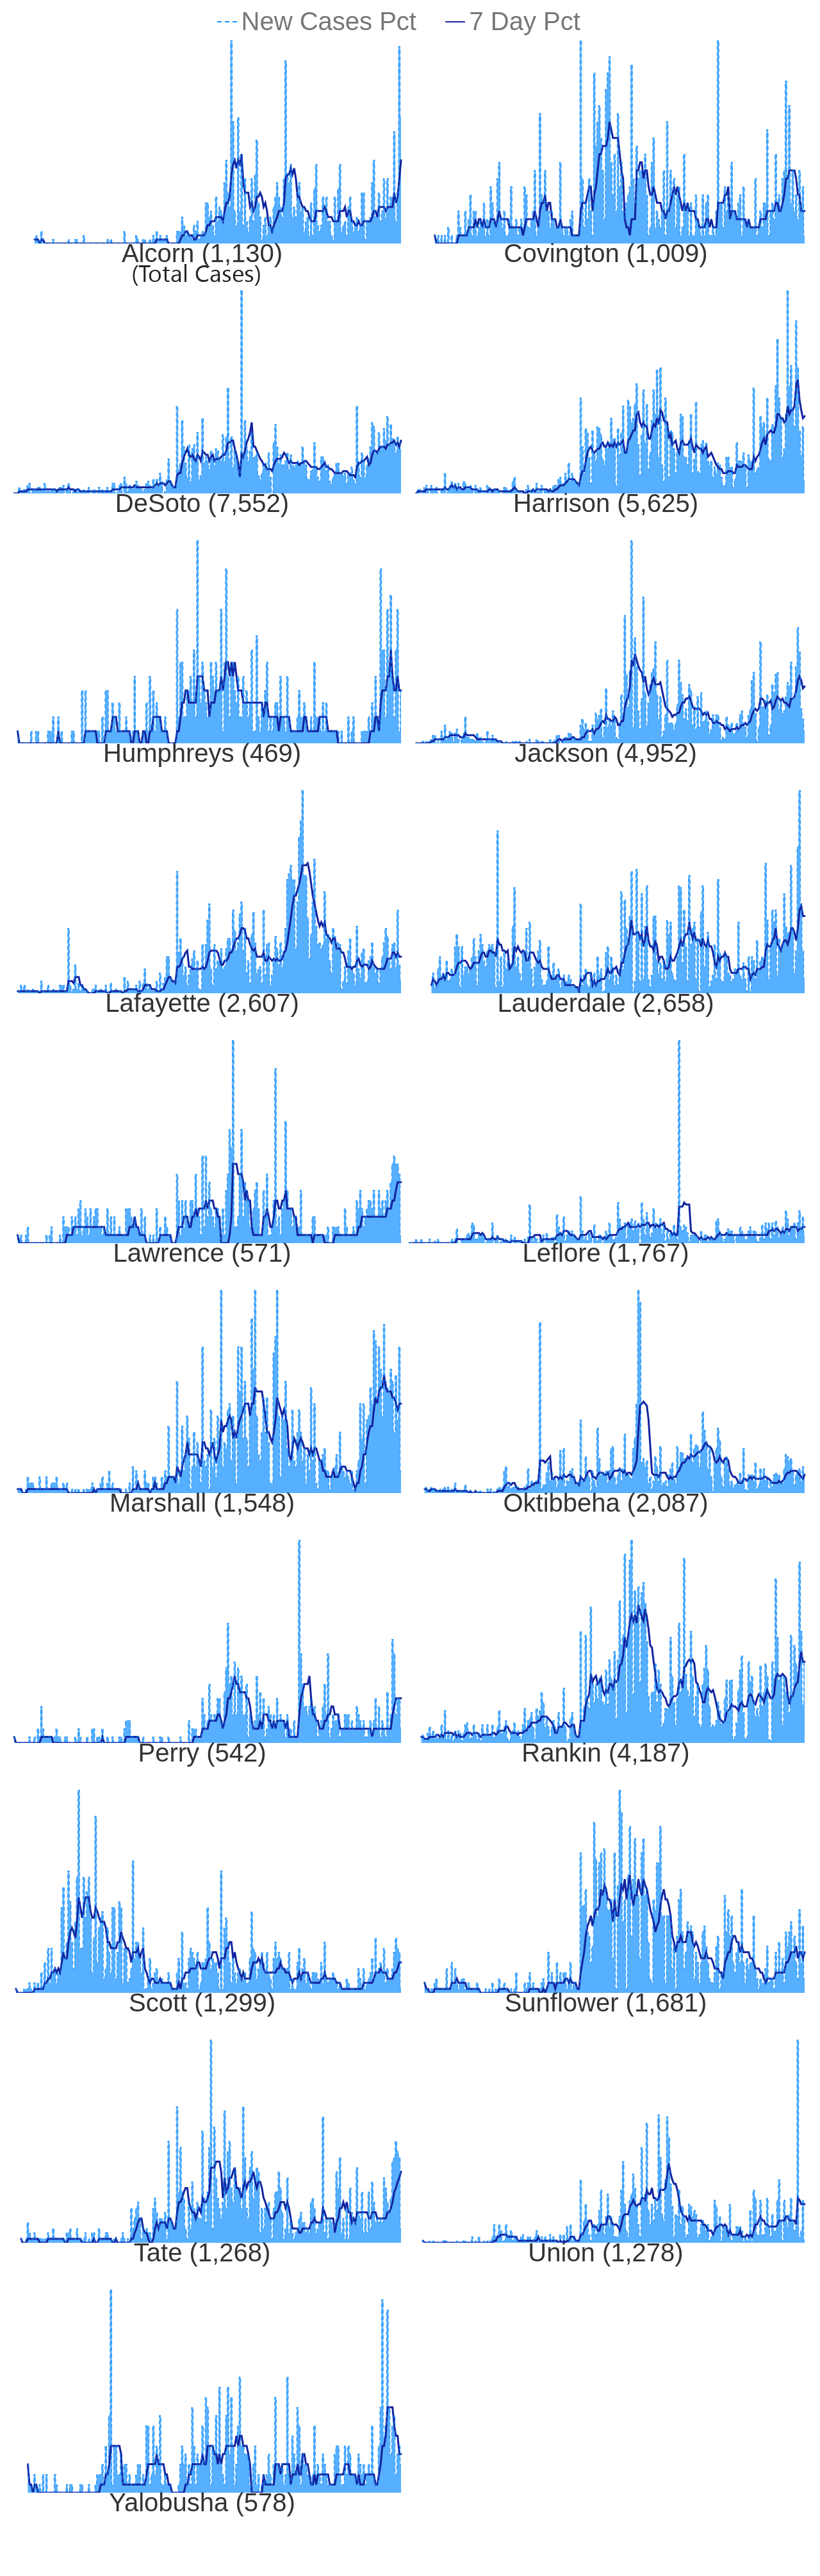 New Cases Pct 7 Day Pct
Alcorn (1,130) Covington (1,009)
(Total Cases)
DeSoto (7,552) Harrison (5,625)
Humphreys (469) Jackson (4,952)
Lafayette (2,607) Lauderdale (2,658)
Lawrence (571) Leflore (1,767)
Marshall (1,548) Oktibbeha (2,087)
Perry (542) Rankin (4,187)
Scott (1,299) Sunflower (1,681)
Tate (1,268) Union (1,278)
Yalobusha (578)